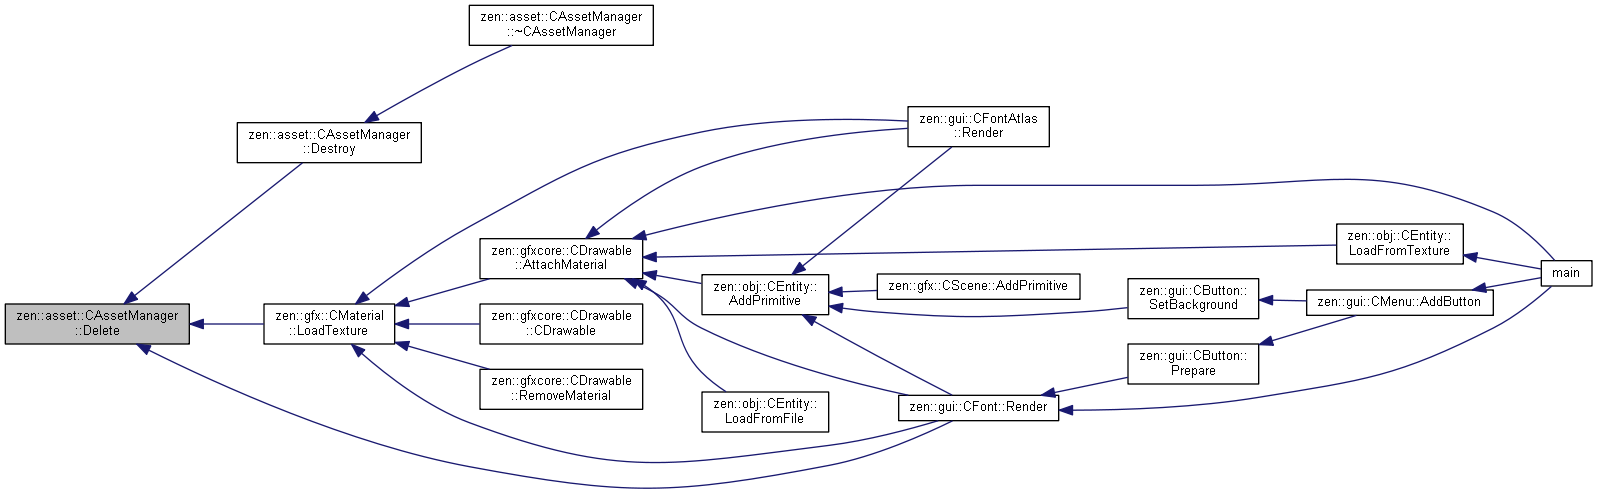 zen::asset::CAssetManager
::~CAssetManager
zen::asset::CAssetManager
::Destroy
zen::asset::CAssetManager
::Delete
zen::gfx::CMaterial
::LoadTexture
zen::gfxcore::CDrawable
::AttachMaterial
zen::gfxcore::CDrawable
::CDrawable
zen::gfxcore::CDrawable
::RemoveMaterial
zen::obj::CEntity::
AddPrimitive
zen::obj::CEntity::
LoadFromFile
zen::gui::CFontAtlas
::Render
zen::gfx::CScene::AddPrimitive
zen::gui::CFont::Render
zen::gui::CButton::
SetBackground
zen::gui::CButton::
Prepare
zen::obj::CEntity::
LoadFromTexture
zen::gui::CMenu::AddButton
main